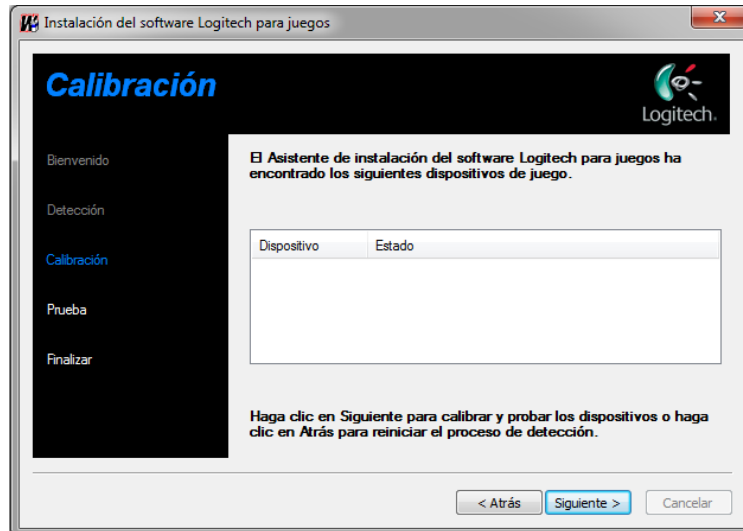 Instalación del software Logitech para juegos
Calibración
Logitech.
Bienvenido
Detección
Calibración
Prueba
Finalizar
El Asistente de instalación del software Logitech para juegos ha
encontrado los siguientes dispositivos de juego.
Dispositivo Estado
Haga clic en Siguiente para calibrar y probar los dispositivos o haga
clic en Atrás para reiniciar el proceso de detección.
< Atrás Siguiente > Cancelar